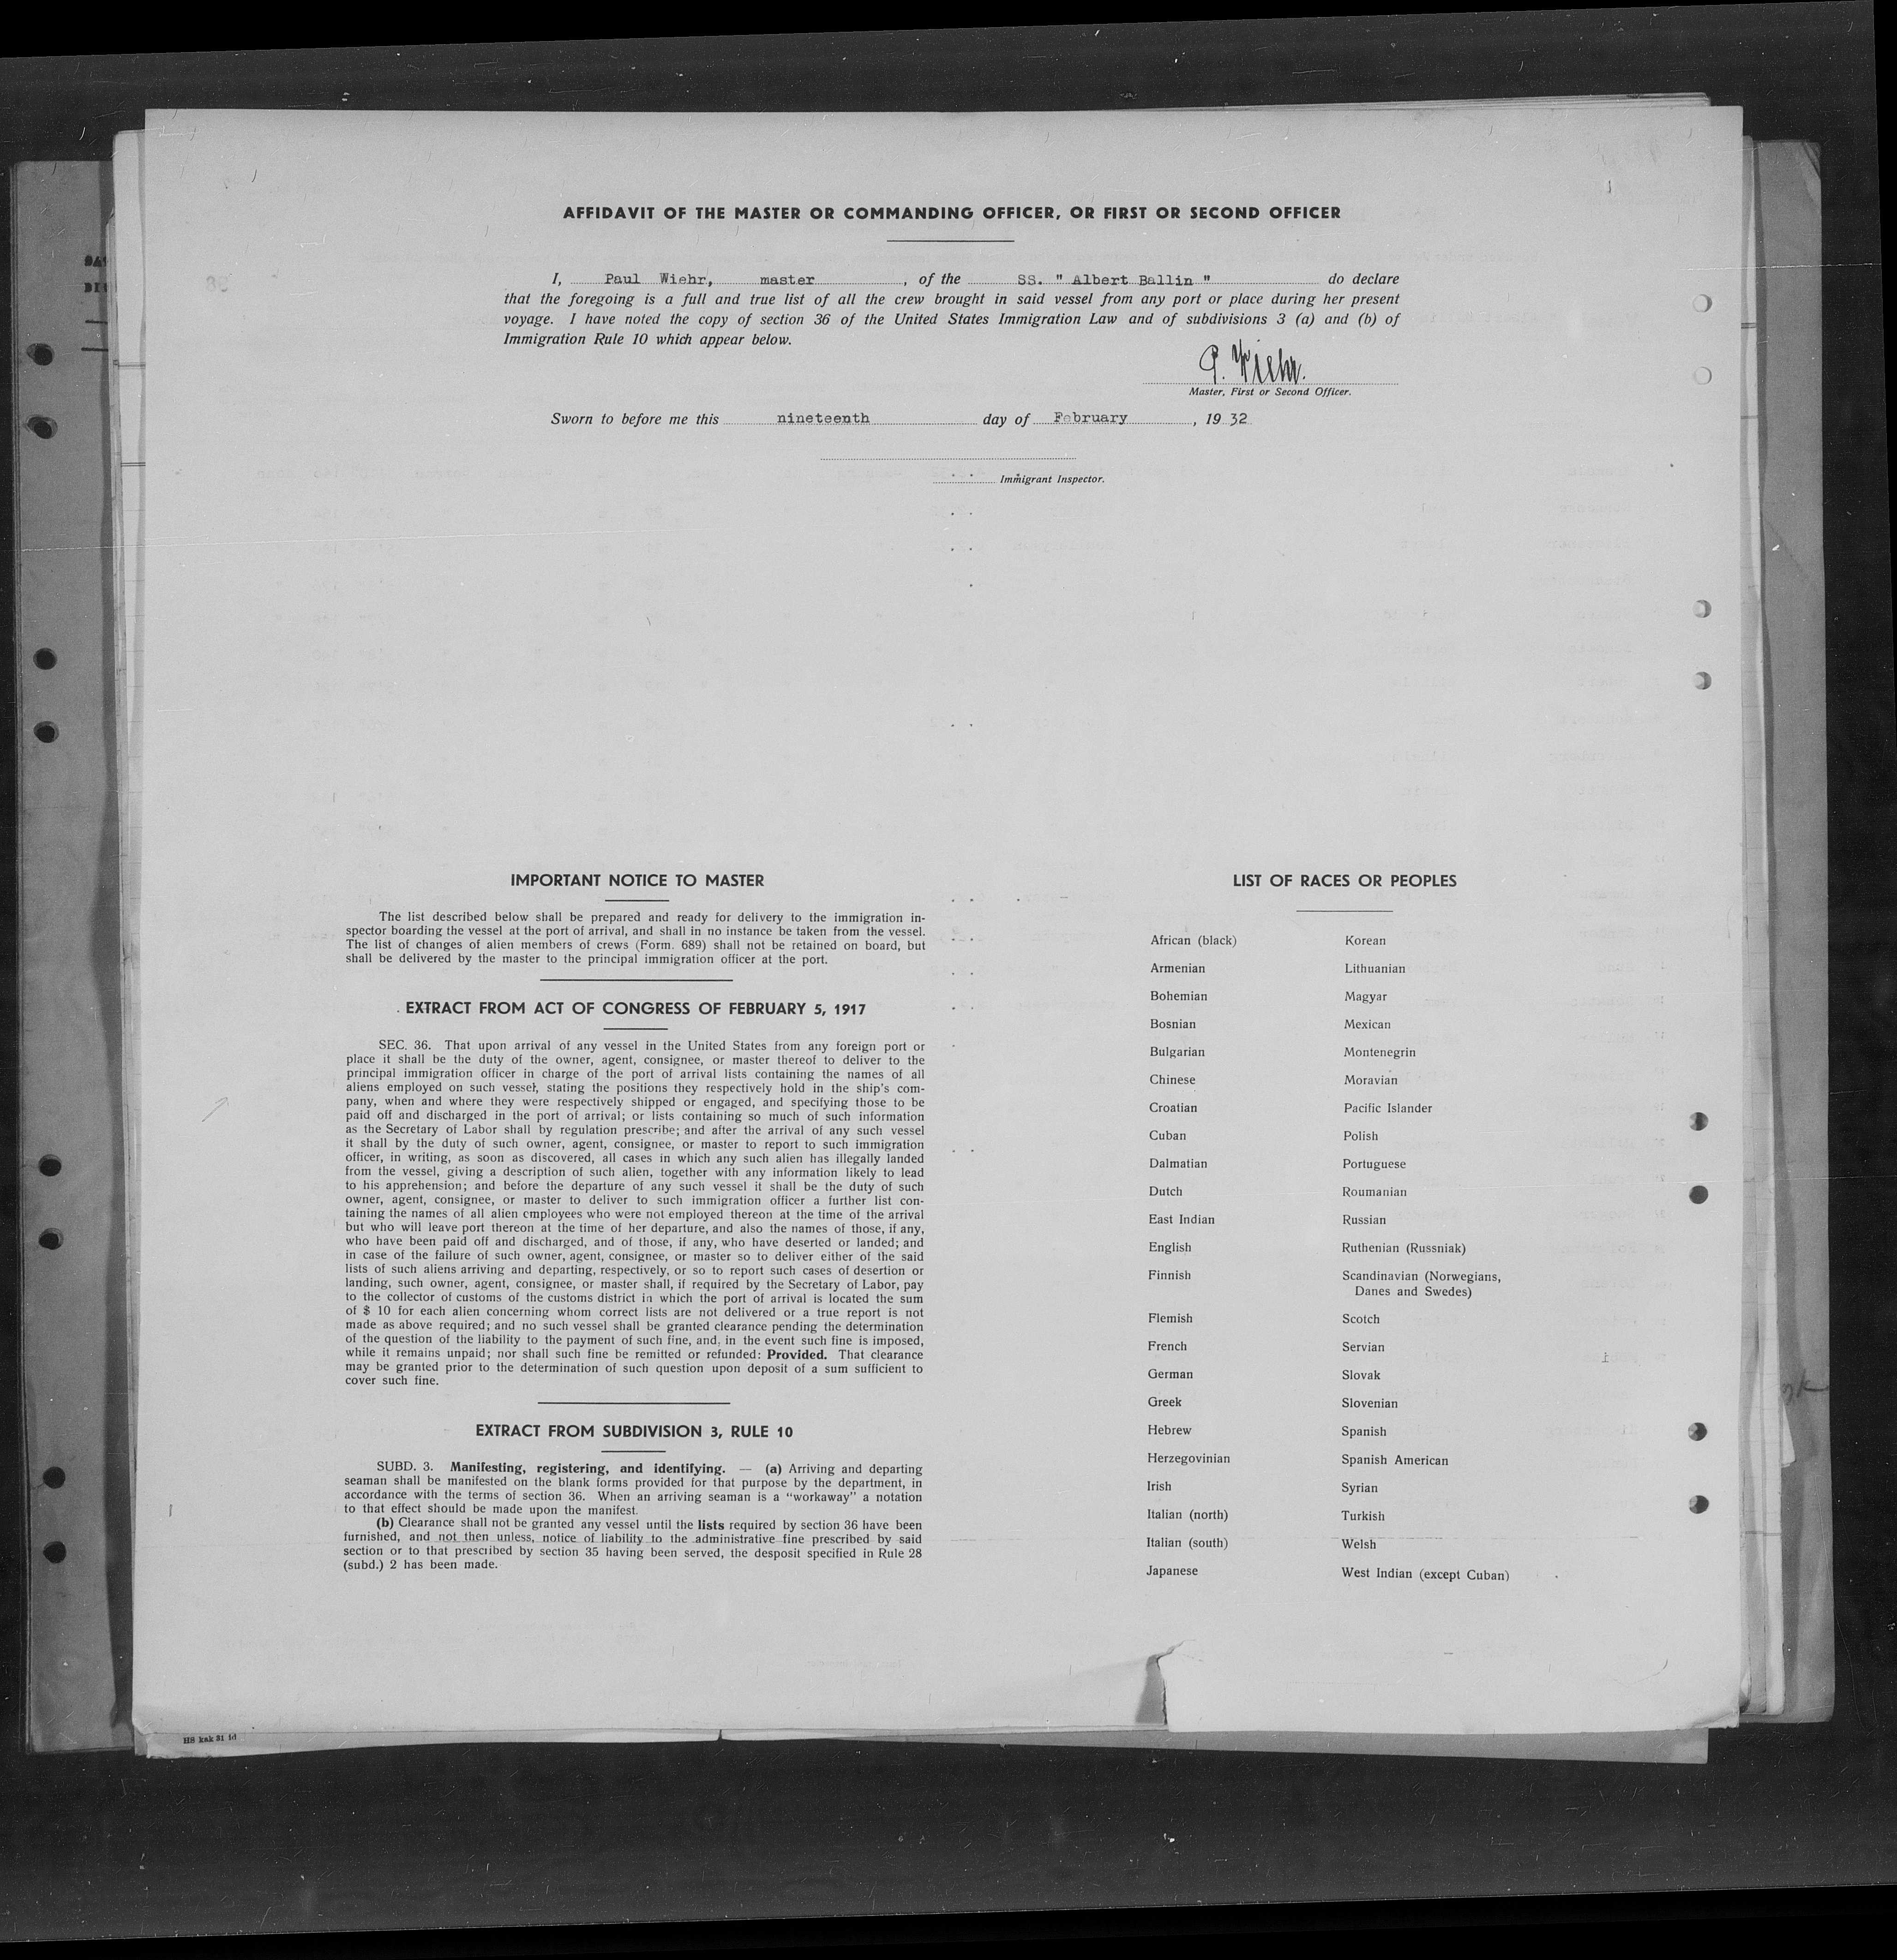 AFFIDAVIT OF THE MASTER OR COMMANDING OFFICER, OR FIRST OR SECOND OFFICER
I, Paul Wiehr, master, of the SS. " Albert Ballin " do declare
that the foregoing is a full and true list of all the crew brought in said vessel from any port or place during her present
voyage. I have noted the copy of section 36 of the United States Immigration Law and of subdivisions 3 (a) and (b) of
Immigration Rule 10 which appear below.
P. Wiehr.
Master, First or Second Officer.
Sworn to before me this nineteenth day of February, 19 32
Immigrant Inspector.
IMPORTANT NOTICE TO MASTER
The list described below shall be prepared and ready for delivery to the immigration in-
spector boarding the vessel at the port of arrival, and shall in no instance be taken from the vessel.
The list of changes of alien members of crews (Form. 689) shall not be retained on board, but
shall be delivered by the master to the principal immigration officer at the port.
EXTRACT FROM ACT OF CONGRESS OF FEBRUARY 5, 1917
SEC. 36. That upon arrival of any vessel in the United States from any foreign port or
place it shall be the duty of the owner, agent, consignee, or master thereof to deliver to the
principal immigration officer in charge of the port of arrival lists containing the names of all
aliens employed on such vessel, stating the positions they respectively hold in the ship's com-
pany, when and where they were respectively shipped or engaged, and specifying those to be
paid off and discharged in the port of arrival; or lists containing so much of such information
as the Secretary of Labor shall by regulation prescribe; and after the arrival of any such vessel
it shall by the duty of such owner, agent, consignee, or master to report to such immigration
officer, in writing, as soon as discovered, all cases in which any such alien has illegally landed
from the vessel, giving a description of such alien, together with any information likely to lead
to his apprehension; and before the departure of any such vessel it shall be the duty of such
owner, agent, consignee, or master to deliver to such immigration officer a further list con-
taining the names of all alien employees who were not employed thereon at the time of the arrival
but who will leave port thereon at the time of her departure, and also the names of those, if any,
who have been paid off and discharged, and of those, if any, who have deserted or landed; and
in case of the failure of such owner, agent, consignee, or master so to deliver either of the said
lists of such aliens arriving and departing, respectively, or so to report such cases of desertion or
landing, such owner, agent, consignee, or master shall, if required by the Secretary of Labor, pay
to the collector of customs of the customs district in which the port of arrival is located the sum
of $ 10 for each alien concerning whom correct lists are not delivered or a true report is not
made as above required; and no such vessel shall be granted clearance pending the determination
of the question of the liability to the payment of such fine, and, in the event such fine is imposed,
while it remains unpaid; nor shall such fine be remitted or refunded: Provided. That clearance
may be granted prior to the determination of such question upon deposit of a sum sufficient to
cover such fine.
EXTRACT FROM SUBDIVISION 3, RULE 10
SUBD. 3. Manifesting, registering, and identifying. — (a) Arriving and departing
seaman shall be manifested on the blank forms provided for that purpose by the department, in
accordance with the terms of section 36. When an arriving seaman is a "workaway" a notation
to that effect should be made upon the manifest.
(b) Clearance shall not be granted any vessel until the lists required by section 36 have been
furnished, and not then unless, notice of liability to the administrative fine prescribed by said
section or to that prescribed by section 35 having been served, the desposit specified in Rule 28
(subd.) 2 has been made.
LIST OF RACES OR PEOPLES
African (black) Korean
Armenian Lithuanian
Bohemian Magyar
Bosnian Mexican
Bulgarian Montenegrin
Chinese Moravian
Croatian Pacific Islander
Cuban Polish
Dalmatian Portuguese
Dutch Roumanian
East Indian Russian
English Ruthenian (Russniak)
Finnish Scandinavian (Norwegians,
Danes and Swedes)
Flemish Scotch
French Servian
German Slovak
Greek Slovenian
Hebrew Spanish
Herzegovinian Spanish American
Irish Syrian
Italian (north) Turkish
Italian (south) Welsh
Japanese West Indian (except Cuban)